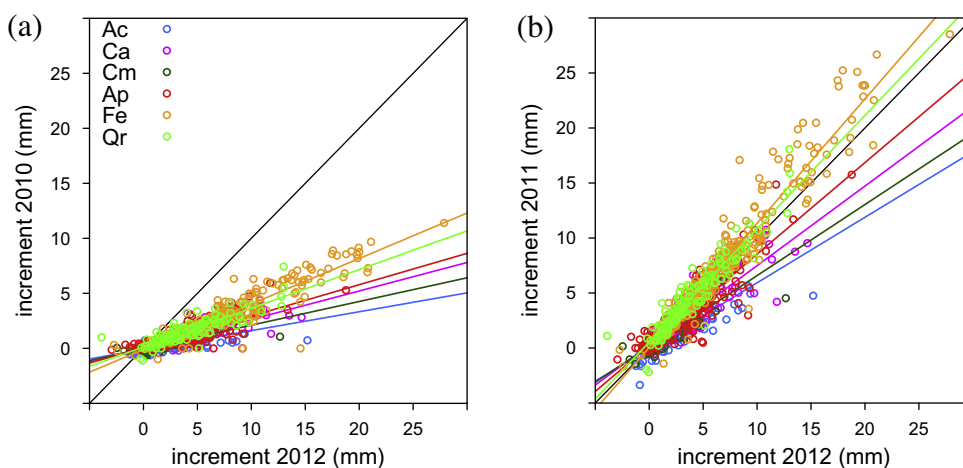 (a)
Ac
Ca
Cm
Ap
Fe
Qr
25
20
15
10
5
0
increment 2010 (mm)
0 5 10 15 20 25
increment 2012 (mm)
(b)
25
20
15
10
5
0
increment 2011 (mm)
0 5 10 15 20 25
increment 2012 (mm)